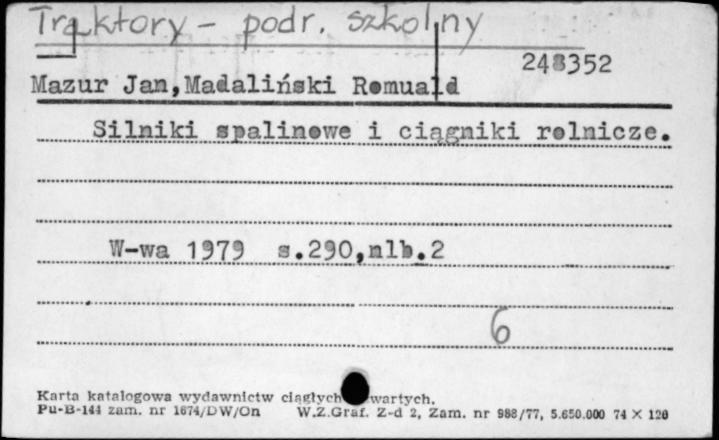 Traktory - podr. szkolny
248352
Mazur Jan,Madaliński Romuald
Silniki spalinowe i ciągniki rolnicze.
W-wa 1979 s.290,nlb.2
6
Karta katalogowa wydawnictw ciągłych wartych.
Pu-B-144 zam. nr 1674/DW/On W.Z.Graf. Z-d 2, Zam. nr 988/77, 5.650.000 74 X 120